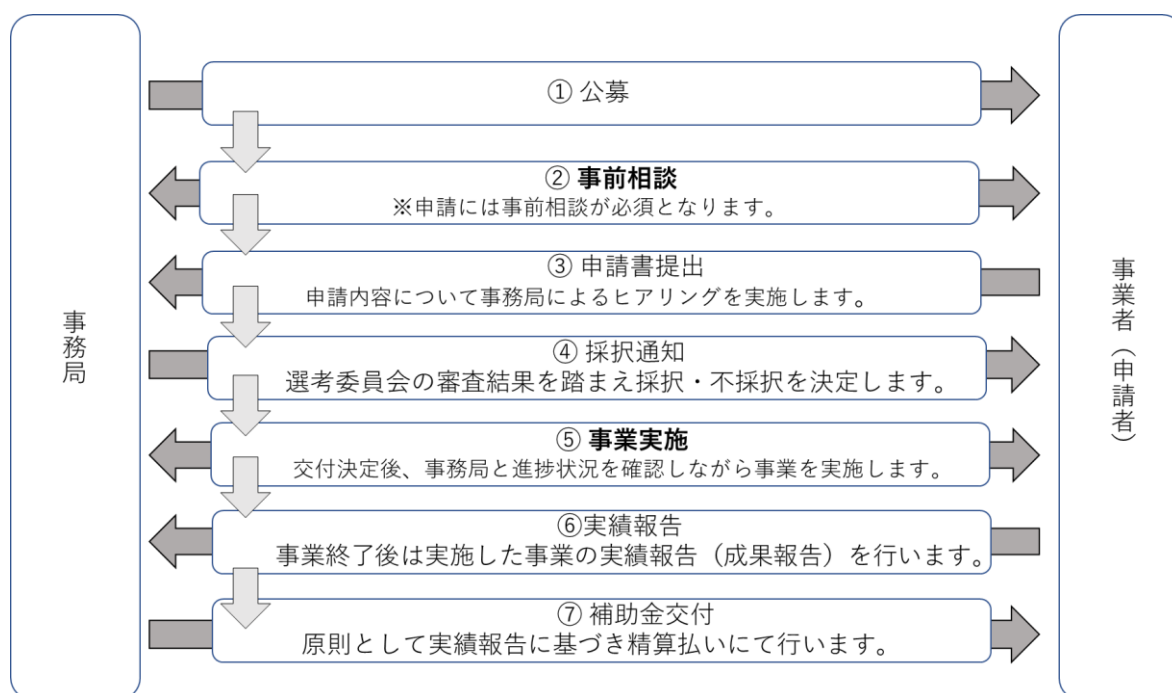 事務局
① 公募
② 事前相談
※申請には事前相談が必須となります。
③ 申請書提出
申請内容について事務局によるヒアリングを実施します。
④ 採択通知
選考委員会の審査結果を踏まえ採択・不採択を決定します。
⑤ 事業実施
交付決定後、事務局と進捗状況を確認しながら事業を実施します。
⑥実績報告
事業終了後は実施した事業の実績報告（成果報告）を行います。
⑦ 補助金交付
原則として実績報告に基づき精算払いにて行います。
事業者（申請者）